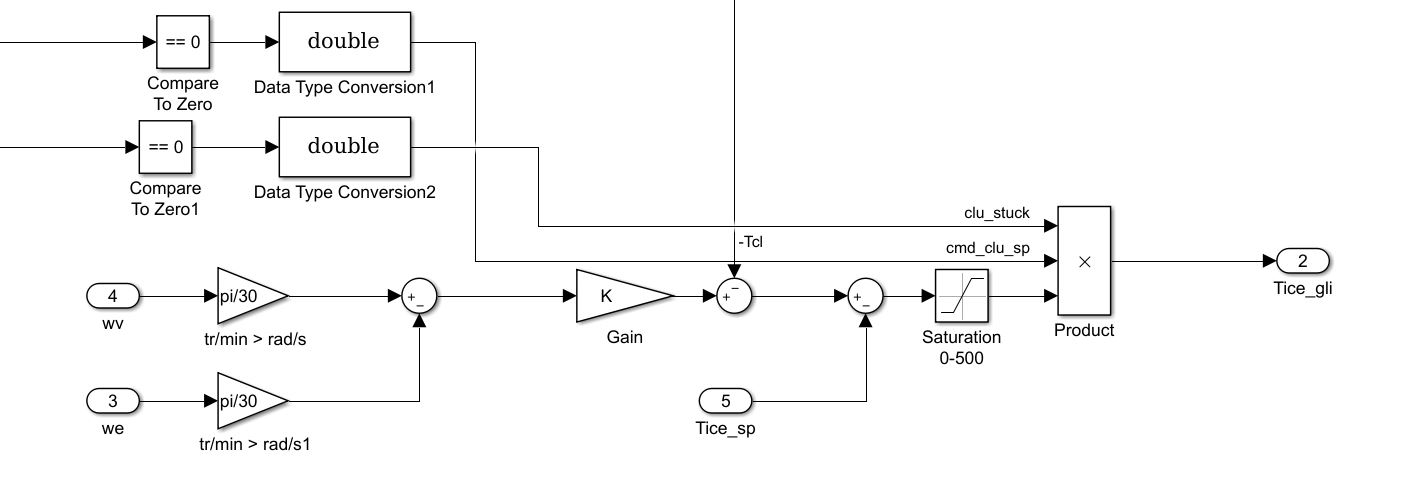 == 0
double
Compare
To Zero
Data Type Conversion1
== 0
double
Compare
To Zero1
Data Type Conversion2
clu_stuck
-Tcl
cmd_clu_sp
×
2
Tice_gli
4
wv
pi/30
tr/min > rad/s
+
_
K
Gain
+
−
+
_
Saturation
0-500
Product
3
we
pi/30
tr/min > rad/s1
5
Tice_sp